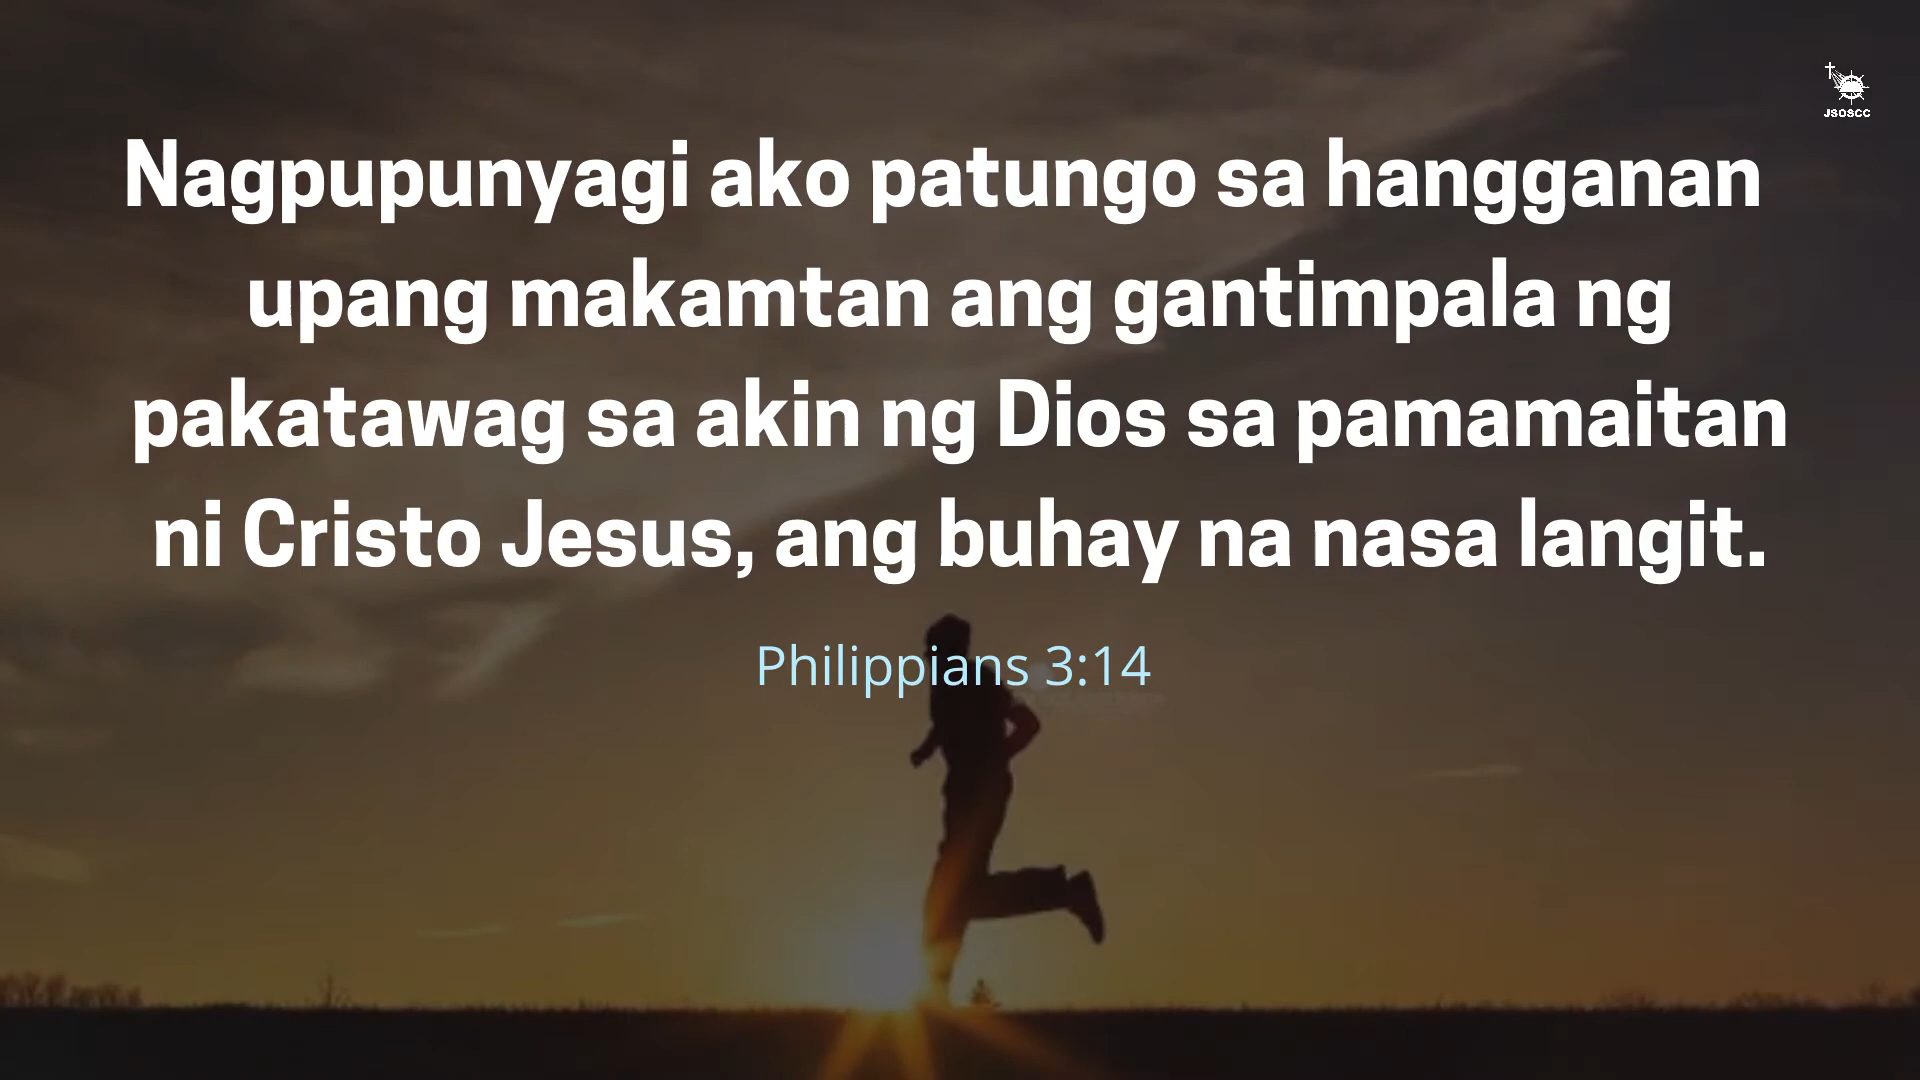 JSOSCC
Nagpupunyagi ako patungo sa hangganan
upang makamtan ang gantimpala ng
pakatawag sa akin ng Dios sa pamamaitan
ni Cristo Jesus, ang buhay na nasa langit.
Philippians 3:14